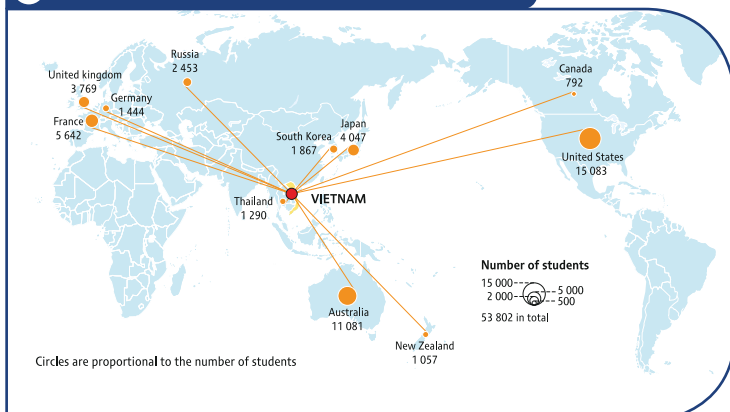 Russia
2 453
United kingdom
3 769
Germany
1 444
France
5 642
Canada
792
Japan
4 047
South Korea
1 867
United States
15 083
Thailand
1 290
VIETNAM
Number of students
15 000
5 000
2 000
500
53 802 in total
Australia
11 081
New Zealand
1 057
Circles are proportional to the number of students